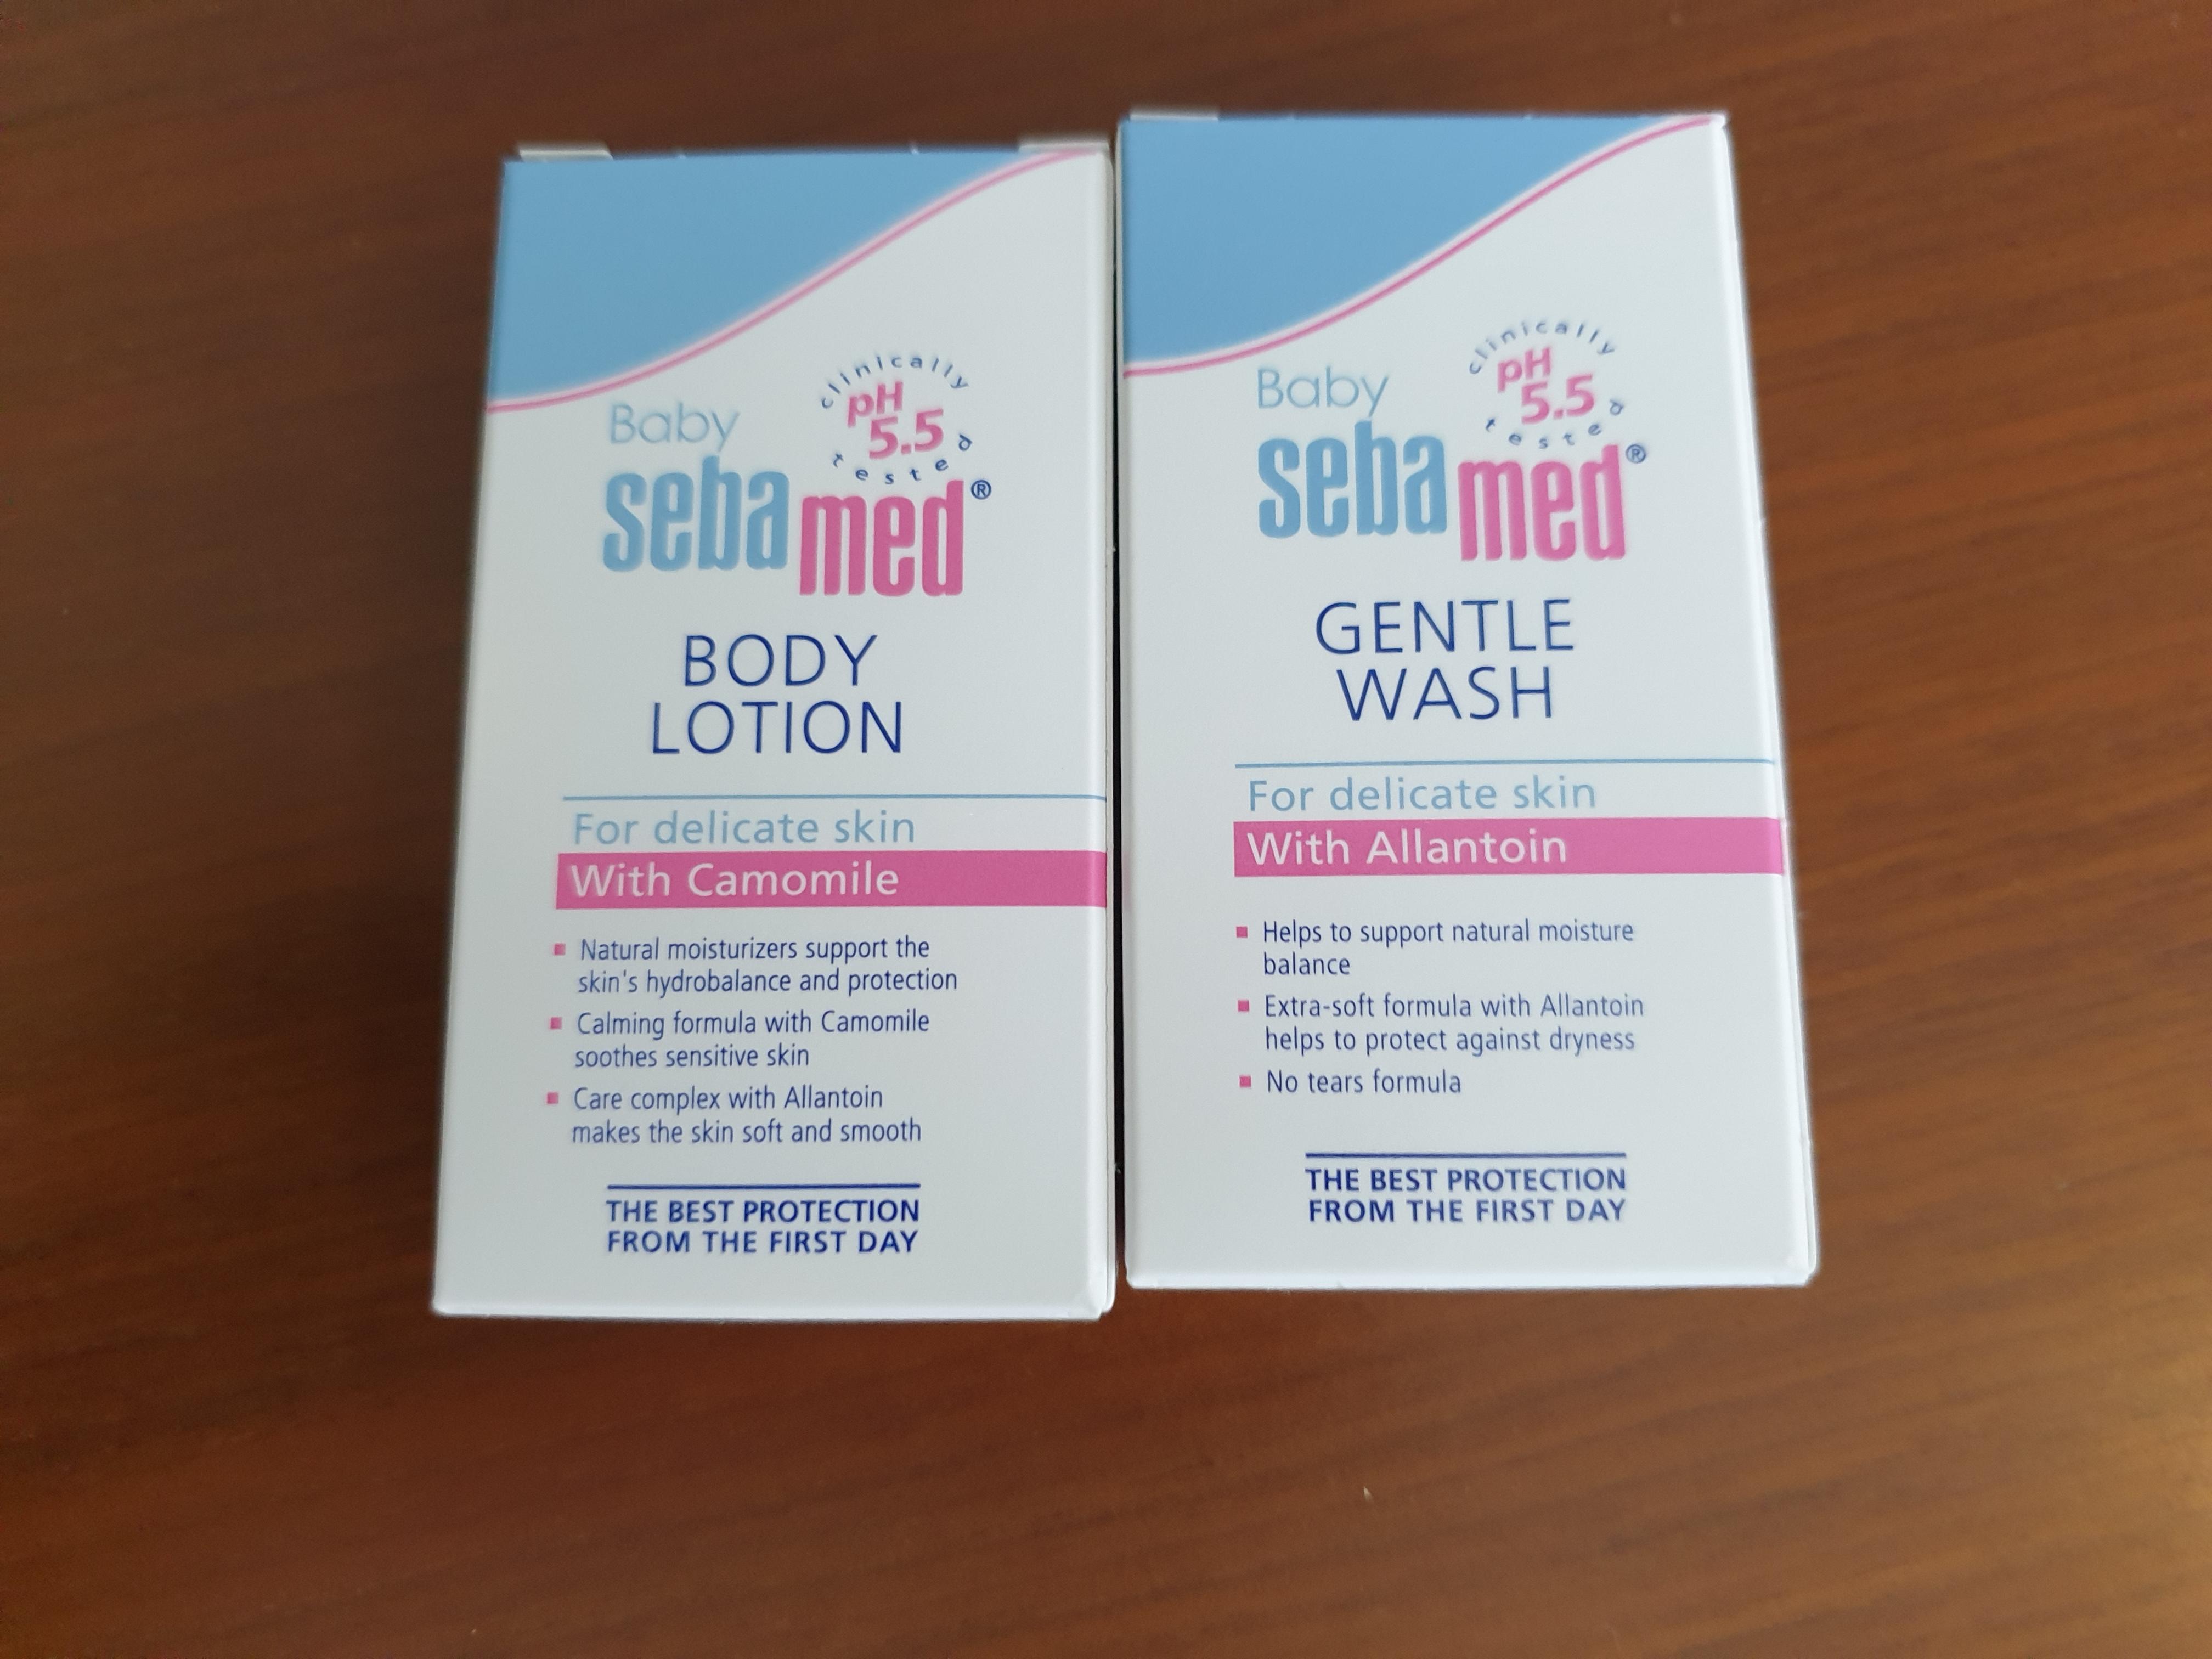 Baby
clinically
pH
5.5
tested
sebamed®
BODY
LOTION
For delicate skin
With Camomile
Natural moisturizers support the
skin's hydrobalance and protection
Calming formula with Camomile
soothes sensitive skin
Care complex with Allantoin
makes the skin soft and smooth
THE BEST PROTECTION
FROM THE FIRST DAY
Baby
clinically
pH
5.5
tested
sebamed®
GENTLE
WASH
For delicate skin
With Allantoin
Helps to support natural moisture
balance
Extra-soft formula with Allantoin
helps to protect against dryness
No tears formula
THE BEST PROTECTION
FROM THE FIRST DAY